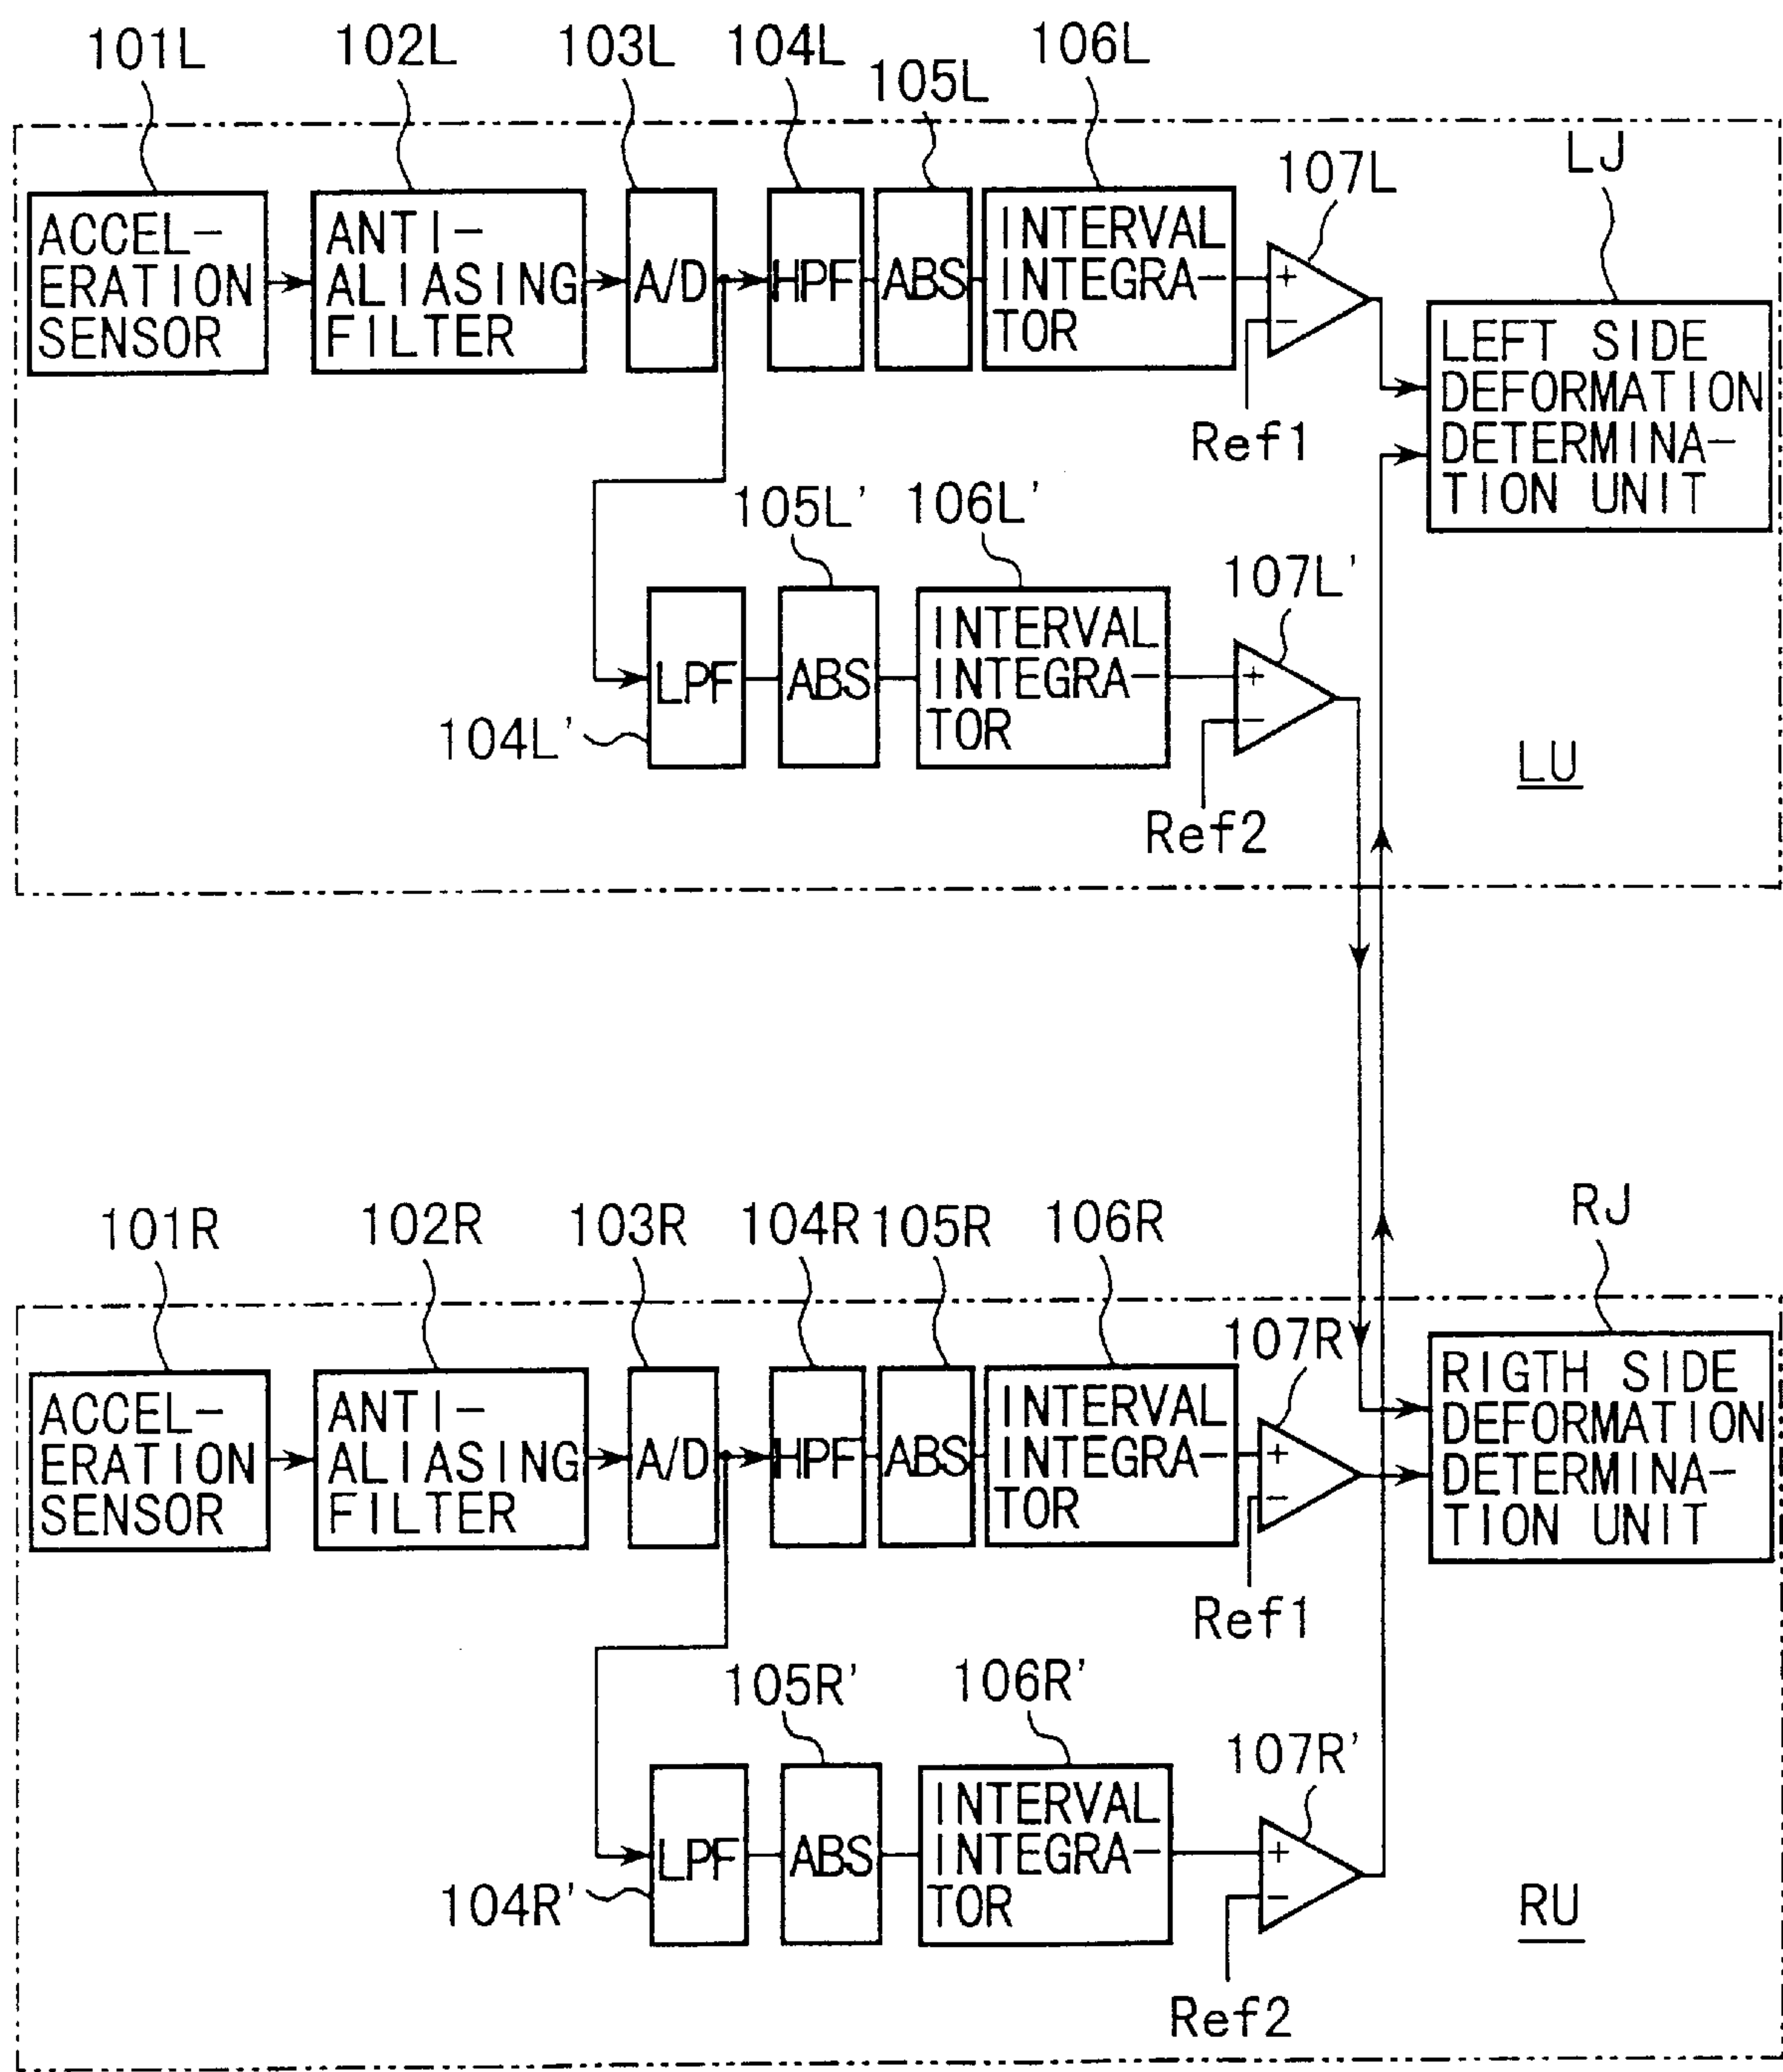 101L
102L
103L
104L
105L
106L
107L
LJ
ACCEL-
ERATION
SENSOR
ANTI-
ALIASING
FILTER
A/D
HPF
ABS
INTERVAL
INTEGRA-
TOR
+
−
Ref1
LEFT SIDE
DEFORMATION
DETERMINA-
TION UNIT
105L'
106L'
107L'
LPF
104L'
ABS
INTERVAL
INTEGRA-
TOR
+
−
Ref2
LU
101R
102R
103R
104R
105R
106R
107R
RJ
ACCEL-
ERATION
SENSOR
ANTI-
ALIASING
FILTER
A/D
HPF
ABS
INTERVAL
INTEGRA-
TOR
+
−
Ref1
RIGTH SIDE
DEFORMATION
DETERMINA-
TION UNIT
105R'
106R'
107R'
LPF
104R'
ABS
INTERVAL
INTEGRA-
TOR
+
−
Ref2
RU